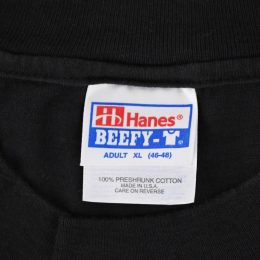 Hanes®
BEEFY-T®
ADULT XL (46-48)
100% PRESHRUNK COTTON
MADE IN U.S.A.
CARE ON REVERSE